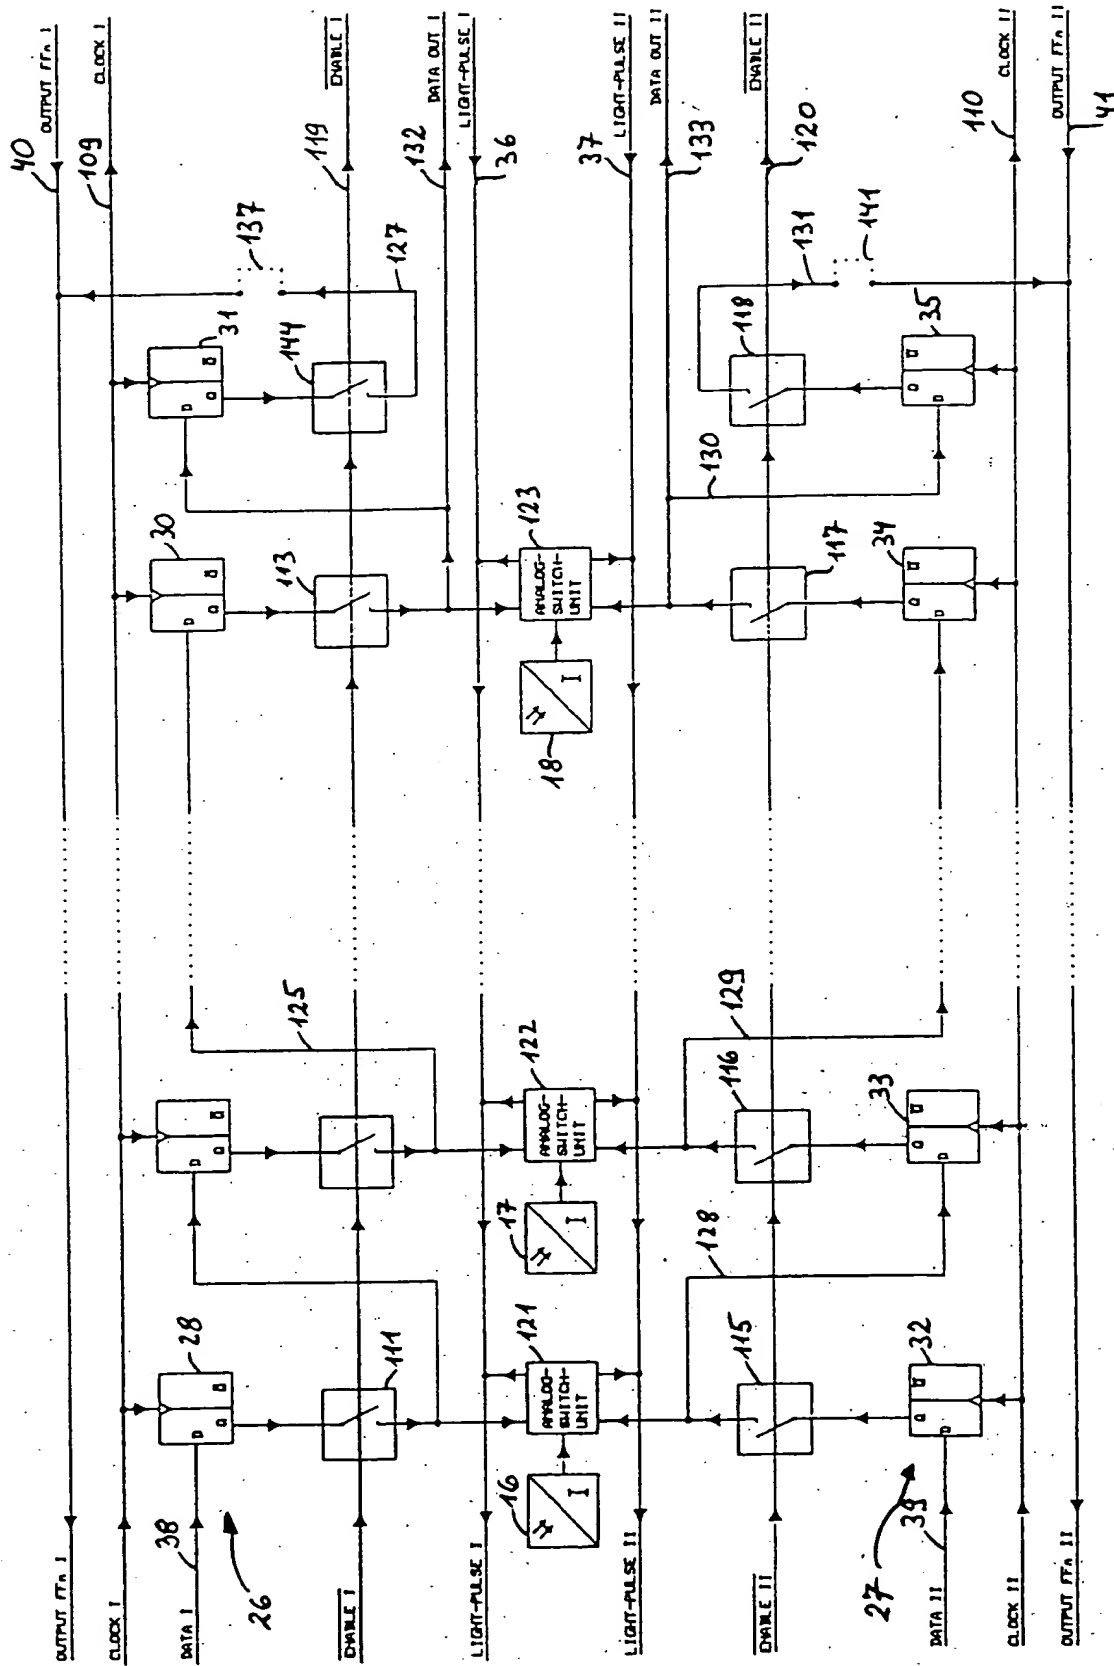 OUTPUT FFn I
CLOCK I
DATA I
ENABLE I
LIGHT-PULSE I
LIGHT-PULSE II
ENABLE II
DATA II
CLOCK II
OUTPUT FFn II
38
26
27
39
28
D
Q
Q
111
16
I
121
ANALOG-
SWITCH-
UNIT
115
32
Q
Q
D
128
D
Q
Q
125
17
I
122
ANALOG-
SWITCH-
UNIT
116
129
33
Q
Q
D
30
D
Q
Q
113
18
I
123
ANALOG-
SWITCH-
UNIT
117
34
Q
Q
D
130
31
D
Q
Q
144
137
127
118
131
141
35
Q
Q
D
40
OUTPUT FFn I
109
CLOCK I
119
ENABLE I
132
DATA OUT I
36
LIGHT-PULSE I
37
LIGHT-PULSE II
133
DATA OUT II
120
ENABLE II
110
CLOCK II
41
OUTPUT FFn II